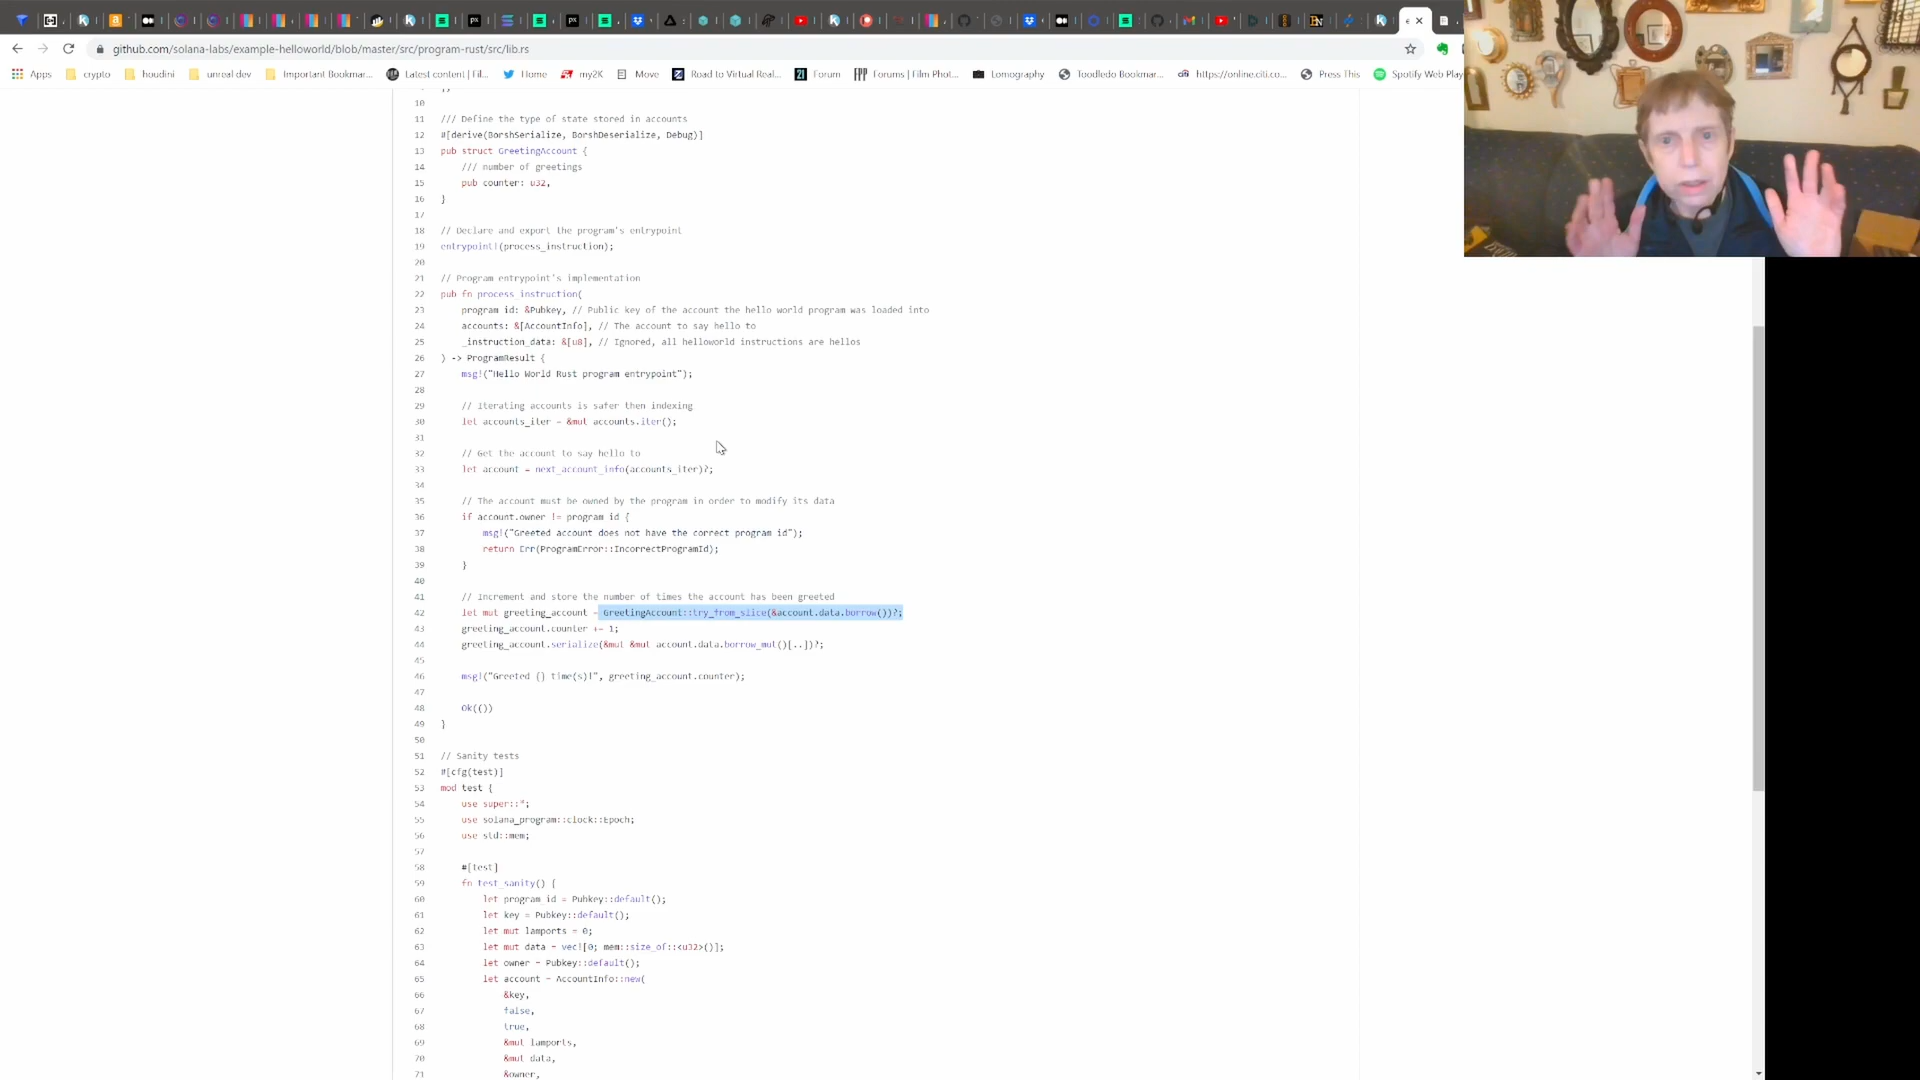 github.com/solana-labs/example-helloworld/blob/master/src/program-rust/src/lib.rs
Apps crypto houdini unreal dev Important Bookmar... Latest content | Fil... Home my2K Move Road to Virtual Real... Forum Forums | Film Phot... Lomography Toodledo Bookmar... https://online.citi.co... Press This Spotify Web Play
10
11 /// Define the type of state stored in accounts
12 #[derive(BorshSerialize, BorshDeserialize, Debug)]
13 pub struct GreetingAccount {
14 /// number of greetings
15 pub counter: u32,
16 }
17
18 // Declare and export the program's entrypoint
19 entrypoint!(process_instruction);
20
21 // Program entrypoint's implementation
22 pub fn process_instruction(
23 program_id: &Pubkey, // Public key of the account the hello world program was loaded into
24 accounts: &[AccountInfo], // The account to say hello to
25 _instruction_data: &[u8], // Ignored, all helloworld instructions are hellos
26 ) -> ProgramResult {
27 msg!("Hello World Rust program entrypoint");
28
29 // Iterating accounts is safer then indexing
30 let accounts_iter = &mut accounts.iter();
31
32 // Get the account to say hello to
33 let account = next_account_info(accounts_iter)?;
34
35 // The account must be owned by the program in order to modify its data
36 if account.owner != program_id {
37 msg!("Greeted account does not have the correct program id");
38 return Err(ProgramError::IncorrectProgramId);
39 }
40
41 // Increment and store the number of times the account has been greeted
42 let mut greeting_account = GreetingAccount::try_from_slice(&account.data.borrow())?;
43 greeting_account.counter += 1;
44 greeting_account.serialize(&mut &mut account.data.borrow_mut()[..])?;
45
46 msg!("Greeted {} time(s)!", greeting_account.counter);
47
48 Ok(())
49 }
50
51 // Sanity tests
52 #[cfg(test)]
53 mod test {
54 use super::*;
55 use solana_program::clock::Epoch;
56 use std::mem;
57
58 #[test]
59 fn test_sanity() {
60 let program_id = Pubkey::default();
61 let key = Pubkey::default();
62 let mut lamports = 0;
63 let mut data = vec![0; mem::size_of::<u32>()];
64 let owner = Pubkey::default();
65 let account = AccountInfo::new(
66 &key,
67 false,
68 true,
69 &mut lamports,
70 &mut data,
71 &owner,